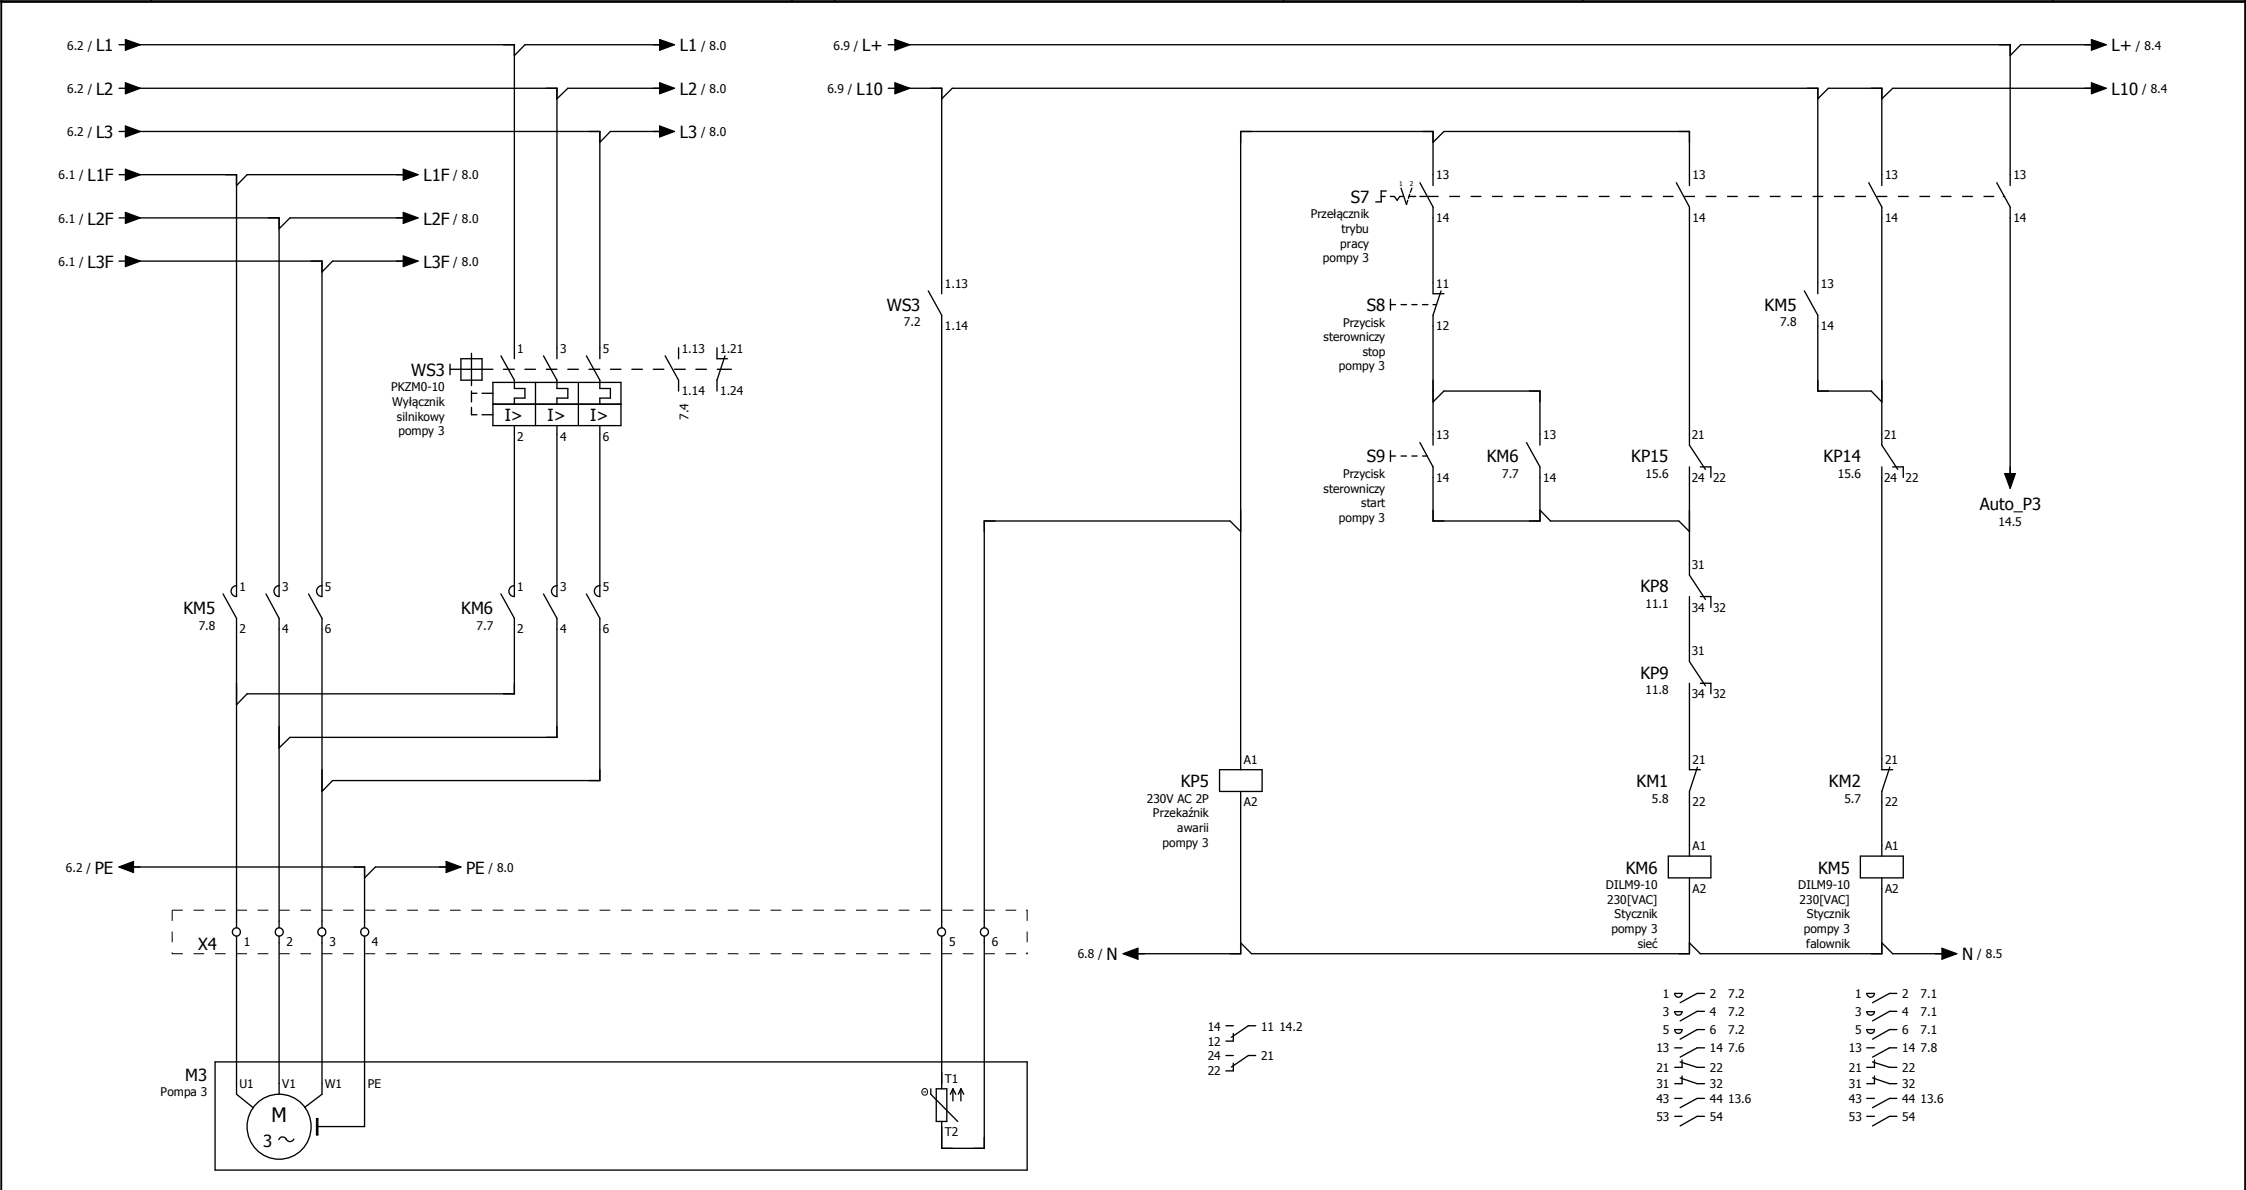 6.2 / L1
L1 / 8.0
6.9 / L+
L+ / 8.4
6.2 / L2
L2 / 8.0
6.9 / L10
L10 / 8.4
6.2 / L3
L3 / 8.0
6.1 / L1F
L1F / 8.0
6.1 / L2F
L2F / 8.0
6.1 / L3F
L3F / 8.0
WS3
PKZM0-10
Wyłącznik
silnikowy
pompy 3
1 3 5
I> I> I>
2 4 6
1.13 1.21
1.14 1.24
7.4
KM5
7.8
1 3 5
2 4 6
KM6
7.7
1 3 5
2 4 6
6.2 / PE
PE / 8.0
X4
1 2 3 4 5 6
M3
Pompa 3
U1 V1 W1 PE
M
3 ~
T1
Θ
T2
WS3
7.2
1.13
1.14
KP5
230V AC 2P
Przekaźnik
awarii
pompy 3
A1
A2
6.8 / N
N / 8.5
14 11 14.2
12
24 21
22
S7
1 2
Przełącznik
trybu
pracy
pompy 3
13 13 13 13
14 14 14 14
S8
Przycisk
sterowniczy
stop
pompy 3
11
12
S9
Przycisk
sterowniczy
start
pompy 3
13
14
KM6
7.7
13
14
KP15
15.6
21
24 22
KP8
11.1
31
34 32
KP9
11.8
31
34 32
KM1
5.8
21
22
KM6
DILM9-10
230[VAC]
Stycznik
pompy 3
sieć
A1
A2
KM5
7.8
13
14
KP14
15.6
21
24 22
KM2
5.7
21
22
KM5
DILM9-10
230[VAC]
Stycznik
pompy 3
falownik
A1
A2
Auto_P3
14.5
1 2 7.2
3 4 7.2
5 6 7.2
13 14 7.6
21 22
31 32
43 44 13.6
53 54
1 2 7.1
3 4 7.1
5 6 7.1
13 14 7.8
21 22
31 32
43 44 13.6
53 54